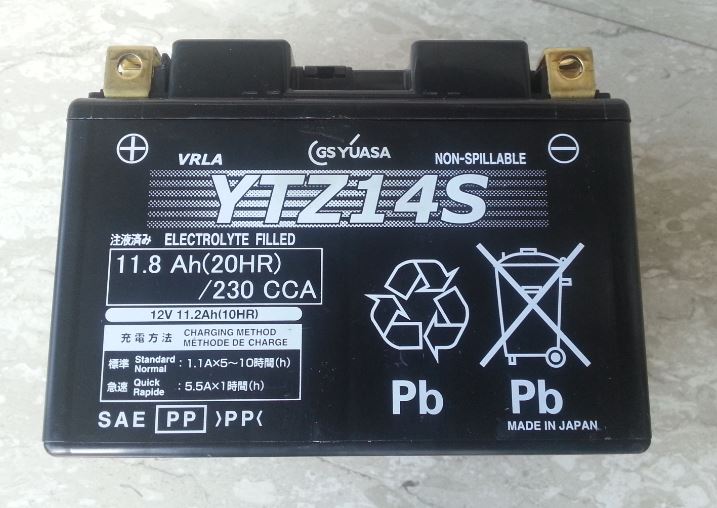 VRLA GS YUASA NON-SPILLABLE
YTZ14S
注液済み ELECTROLYTE FILLED
11.8 Ah(20HR)
/230 CCA
12V 11.2Ah(10HR)
充電方法 CHARGING METHOD
MÉTHODE DE CHARGE
標準 Standard Normal : 1.1A×5～10時間(h)
急速 Quick Rapide : 5.5A×1時間(h)
SAE PP >PP<
Pb Pb
MADE IN JAPAN